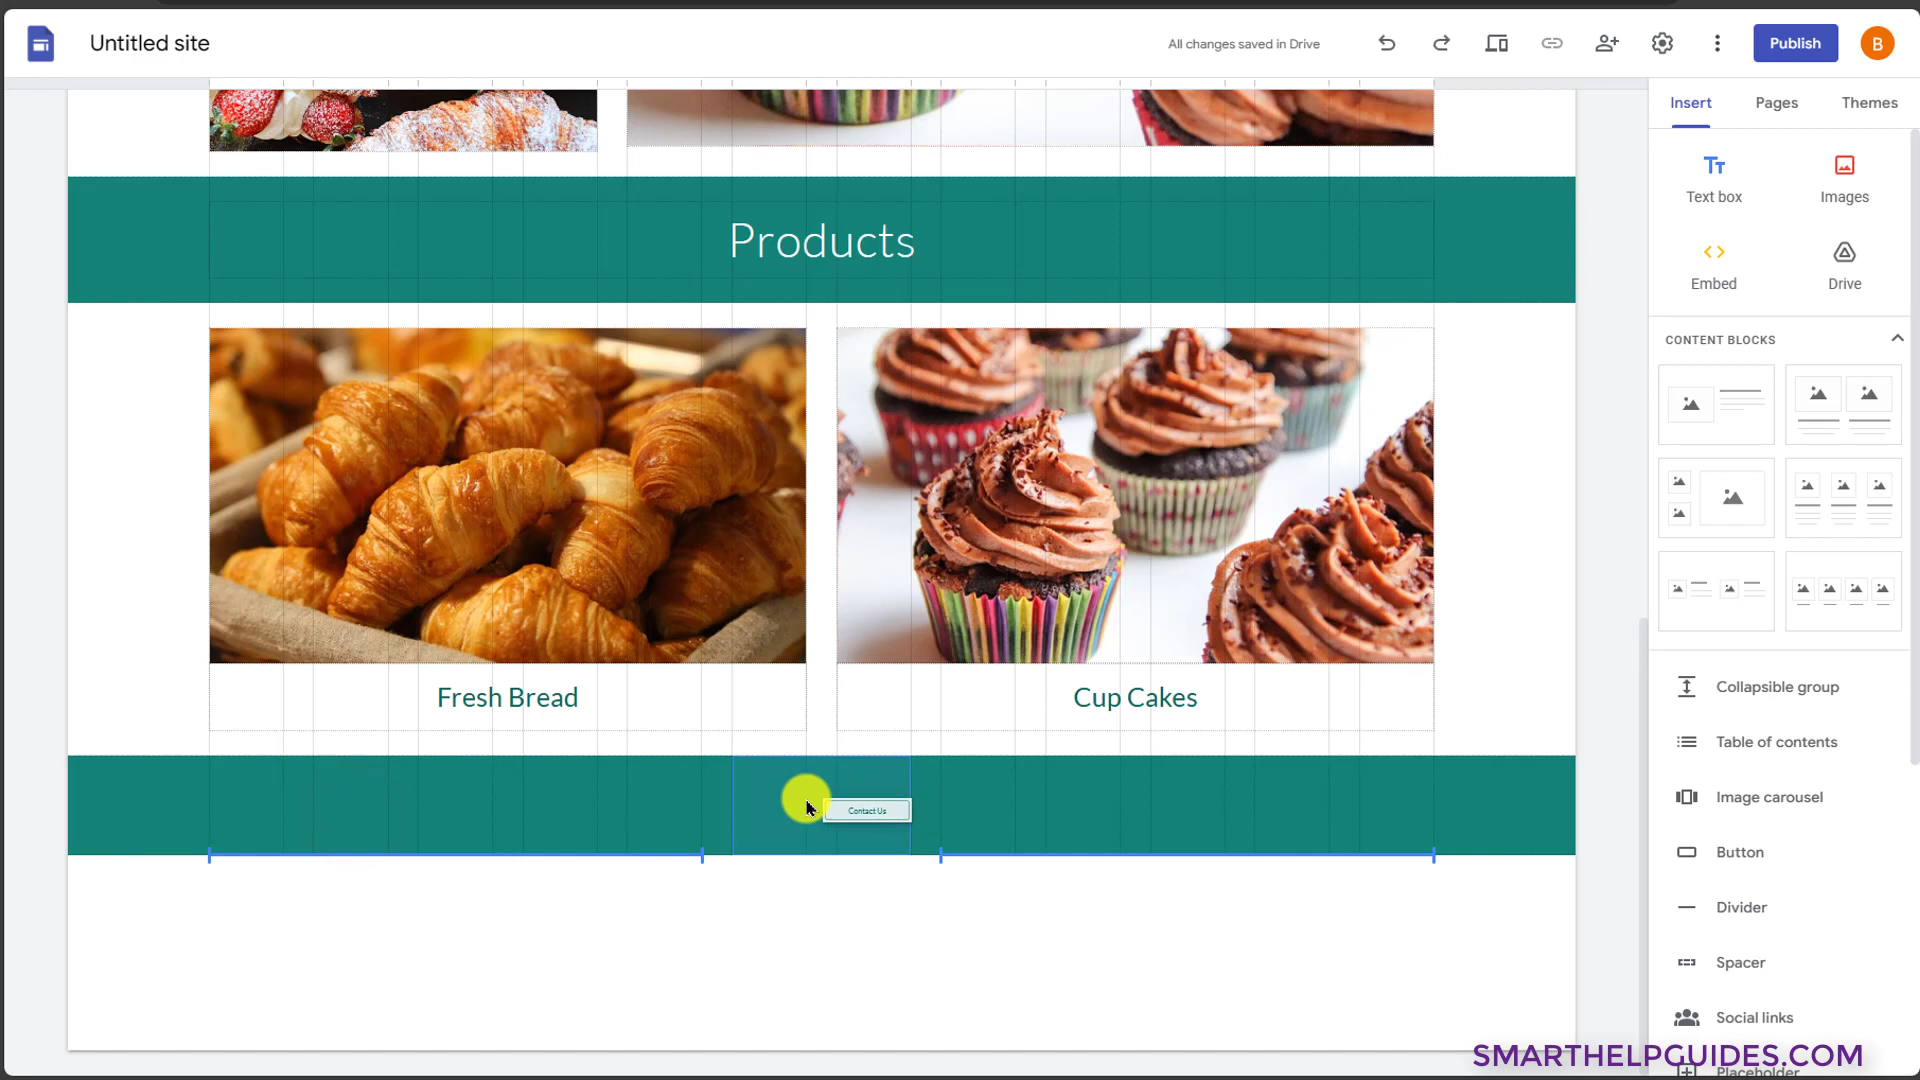 Untitled site
All changes saved in Drive
Publish
B
Insert
Pages
Themes
Products
Tт Text box
Images
Embed
Drive
CONTENT BLOCKS
Fresh Bread
Cup Cakes
Contact Us
Collapsible group
Table of contents
Image carousel
Button
Divider
Spacer
Social links
Placeholder
SMARTHELPGUIDES.COM